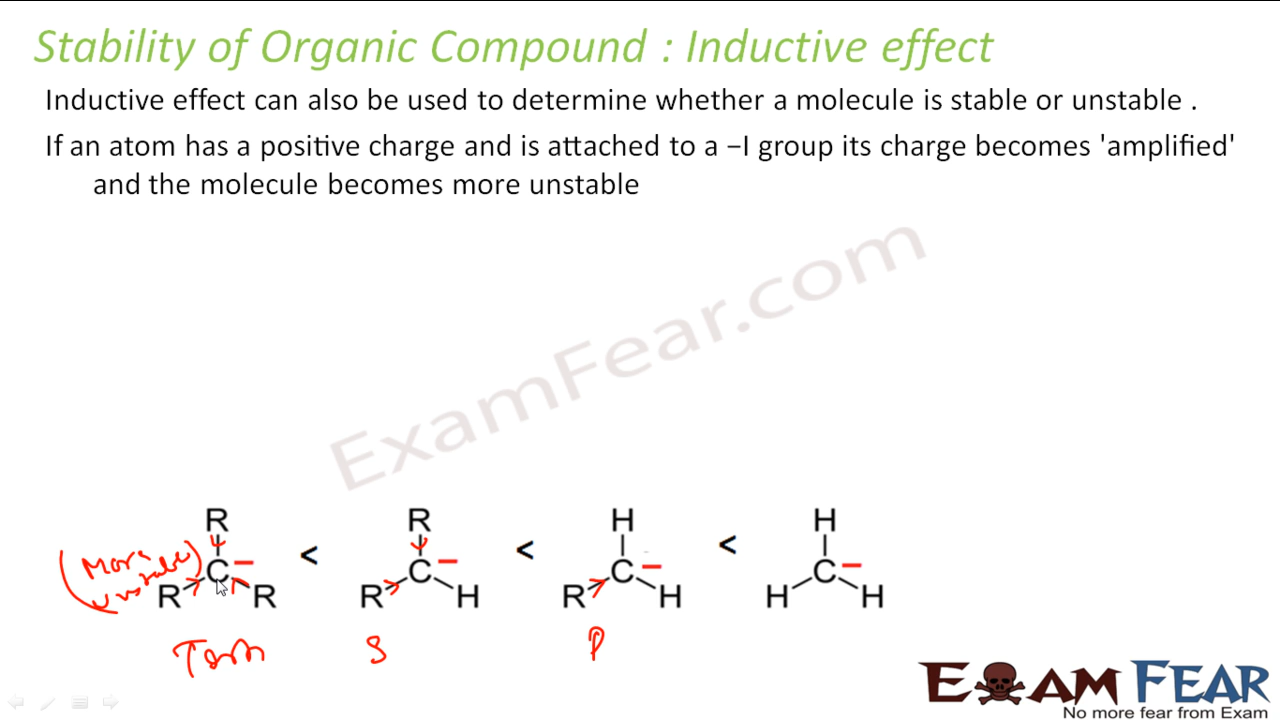 Stability of Organic Compound : Inductive effect
Inductive effect can also be used to determine whether a molecule is stable or unstable .
If an atom has a positive charge and is attached to a −I group its charge becomes 'amplified'
and the molecule becomes more unstable
ExamFear.com
R R H H
(More unstable) C − < C − < C − < C −
R R R H R H H H
S P
EXAM FEAR
No more fear from Exam